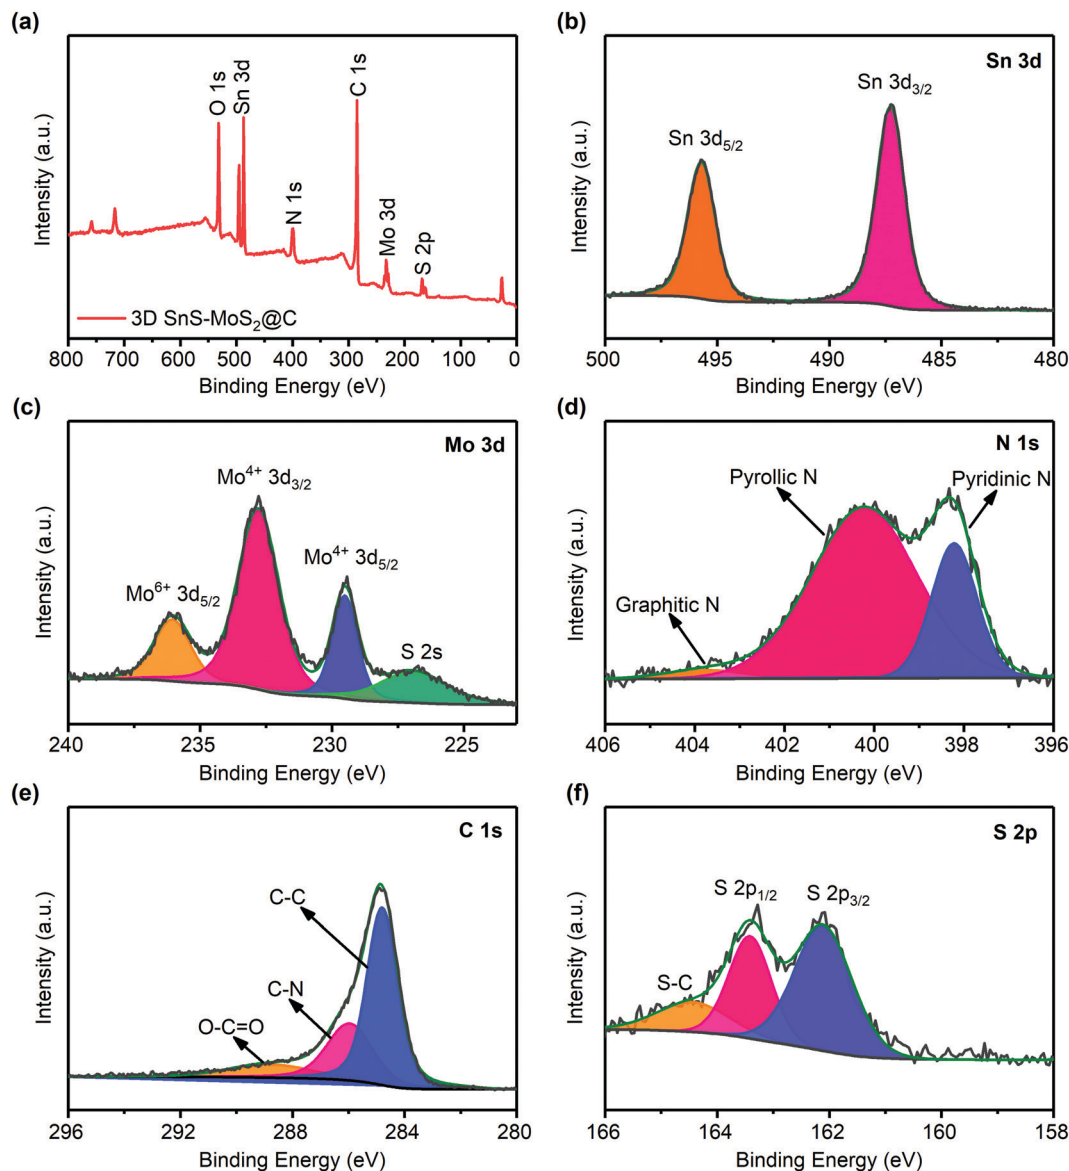 (a)
O 1s
Sn 3d
N 1s
C 1s
Mo 3d
S 2p
3D SnS-MoS₂@C
Intensity (a.u.)
800 700 600 500 400 300 200 100 0
Binding Energy (eV)
(b)
Sn 3d
Sn 3d₅/₂
Sn 3d₃/₂
Intensity (a.u.)
500 495 490 485 480
Binding Energy (eV)
(c)
Mo 3d
Mo⁶⁺ 3d₅/₂
Mo⁴⁺ 3d₃/₂
Mo⁴⁺ 3d₅/₂
S 2s
Intensity (a.u.)
240 235 230 225
Binding Energy (eV)
(d)
N 1s
Graphitic N
Pyrollic N
Pyridinic N
Intensity (a.u.)
406 404 402 400 398 396
Binding Energy (eV)
(e)
C 1s
C-C
C-N
O-C=O
Intensity (a.u.)
296 292 288 284 280
Binding Energy (eV)
(f)
S 2p
S-C
S 2p₁/₂
S 2p₃/₂
Intensity (a.u.)
166 164 162 160 158
Binding Energy (eV)